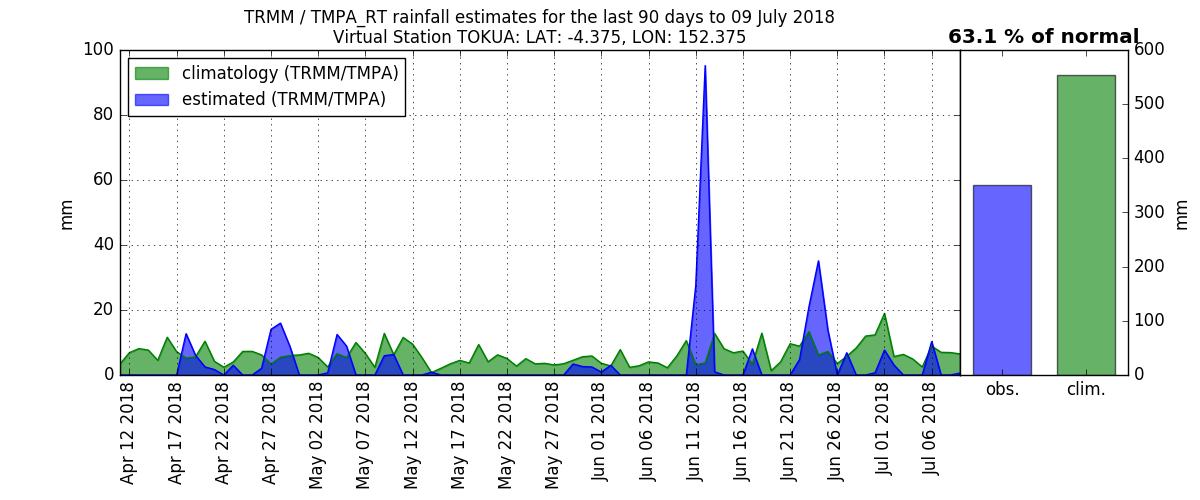 TRMM / TMPA_RT rainfall estimates for the last 90 days to 09 July 2018
Virtual Station TOKUA: LAT: -4.375, LON: 152.375
63.1 % of normal
climatology (TRMM/TMPA)
estimated (TRMM/TMPA)
100
80
60
40
20
0
mm
600
500
400
300
200
100
0
mm
Apr 12 2018
Apr 17 2018
Apr 22 2018
Apr 27 2018
May 02 2018
May 07 2018
May 12 2018
May 17 2018
May 22 2018
May 27 2018
Jun 01 2018
Jun 06 2018
Jun 11 2018
Jun 16 2018
Jun 21 2018
Jun 26 2018
Jul 01 2018
Jul 06 2018
obs.
clim.